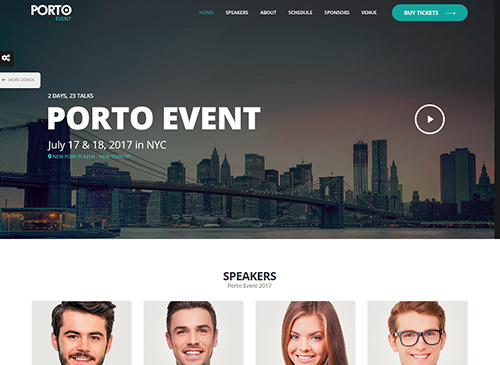 PORTO
EVENT
HOME SPEAKERS ABOUT SCHEDULE SPONSORS VENUE BUY TICKETS
MORE DEMOS
2 DAYS, 23 TALKS
PORTO EVENT
July 17 & 18, 2017 in NYC
NEW YORK PLAZHA - NEW YORK-NY
SPEAKERS
Porto Event 2017